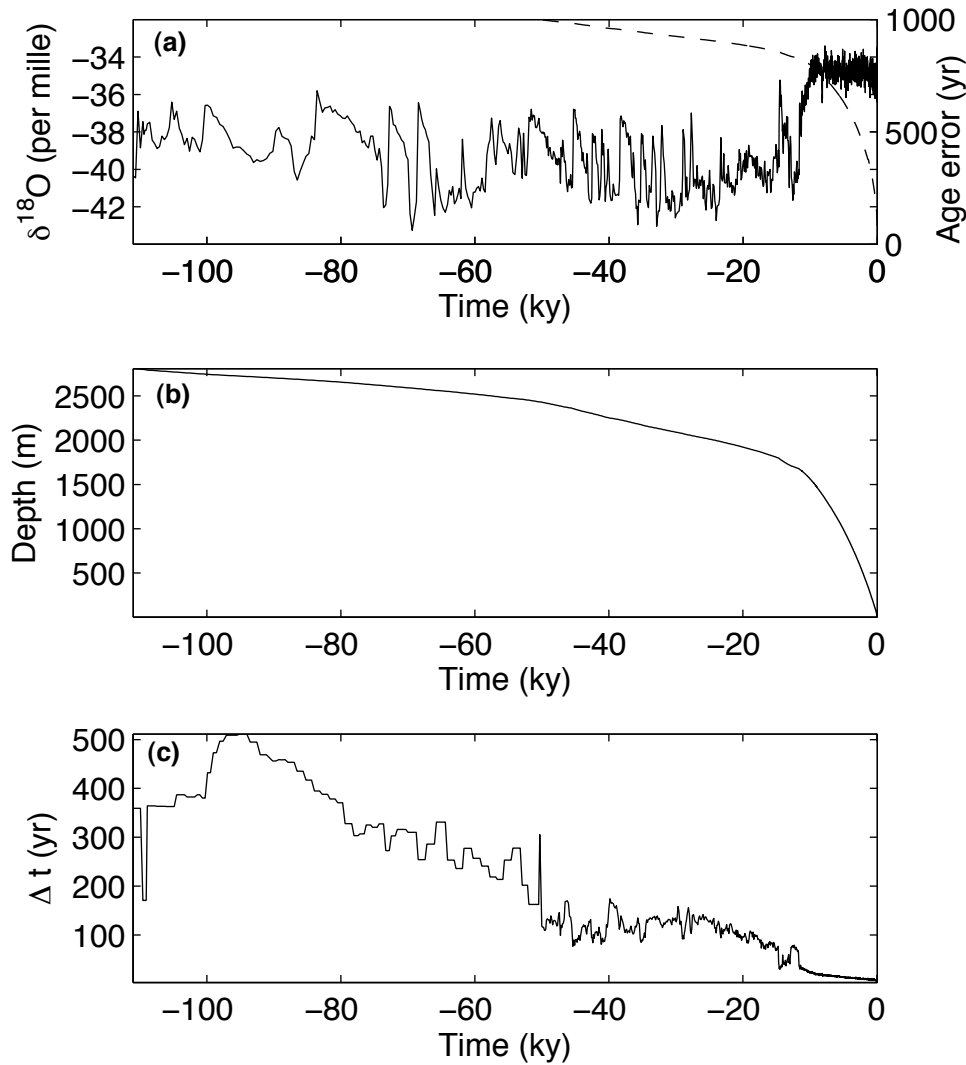 (a)
δ¹⁸O (per mille)
−34
−36
−38
−40
−42
1000
500
0
Age error (yr)
−100 −80 −60 −40 −20 0
Time (ky)
(b)
Depth (m)
2500
2000
1500
1000
500
−100 −80 −60 −40 −20 0
Time (ky)
(c)
Δ t (yr)
500
400
300
200
100
−100 −80 −60 −40 −20 0
Time (ky)